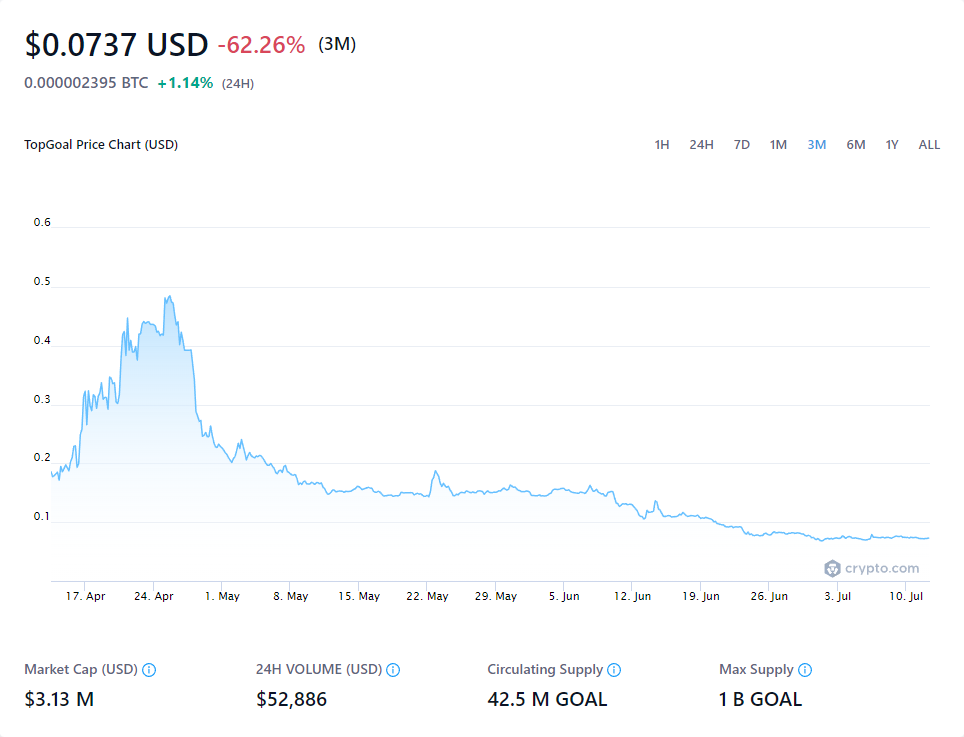 $0.0737 USD -62.26% (3M)
0.000002395 BTC +1.14% (24H)
TopGoal Price Chart (USD) 1H 24H 7D 1M 3M 6M 1Y ALL
0.6
0.5
0.4
0.3
0.2
0.1
crypto.com
17. Apr 24. Apr 1. May 8. May 15. May 22. May 29. May 5. Jun 12. Jun 19. Jun 26. Jun 3. Jul 10. Jul
Market Cap (USD) 24H VOLUME (USD) Circulating Supply Max Supply
$3.13 M $52,886 42.5 M GOAL 1 B GOAL